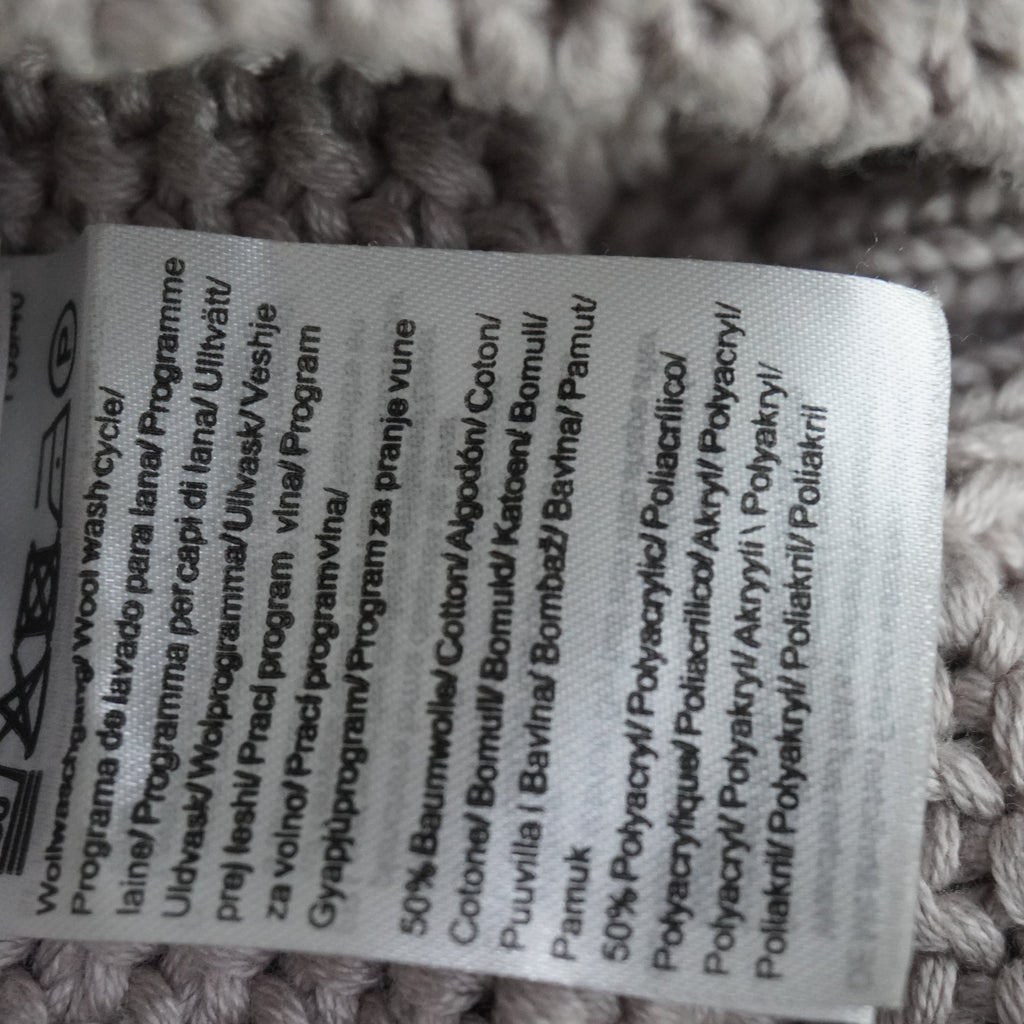 P
Wollwaschgang/ Wool wash cycle/
Programa de lavado para lana/ Programme
laine/ Programma per capi di lana/ Ulltvätt/
Uldvask/ Wolprogramma/ Ullvask/ Veshje
prej leshi/ Prací program vlna/ Program
za volno/ Prací program vlna/
Gyapjúprogram/ Program za pranje vune
50% Baumwolle/ Cotton/ Algodón/ Coton/
Cotone/ Bomull/ Bomuld/ Katoen/ Bomull/
Puuvilla \ Bavlna/ Bombaž/ Bavlna/ Pamut/
Pamuk
50% Polyacryl/ Polyacrylic/ Poliacrílico/
Polyacrylique/ Poliacrilico/ Akryl/ Polyacryl/
Polyacryl/ Polyakryl/ Akryyli \ Polyakryl/
Poliakril/ Polyakryl/ Poliakril/ Poliakril